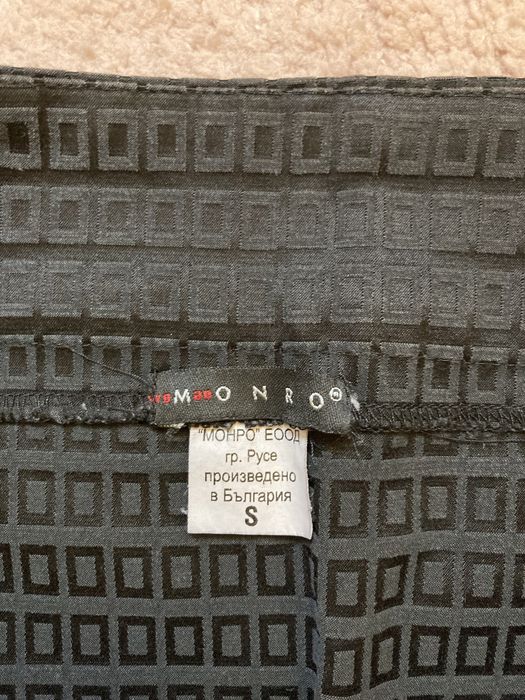 MONRO
"МОНРО" ЕООД
гр. Русе
произведено
в България
S